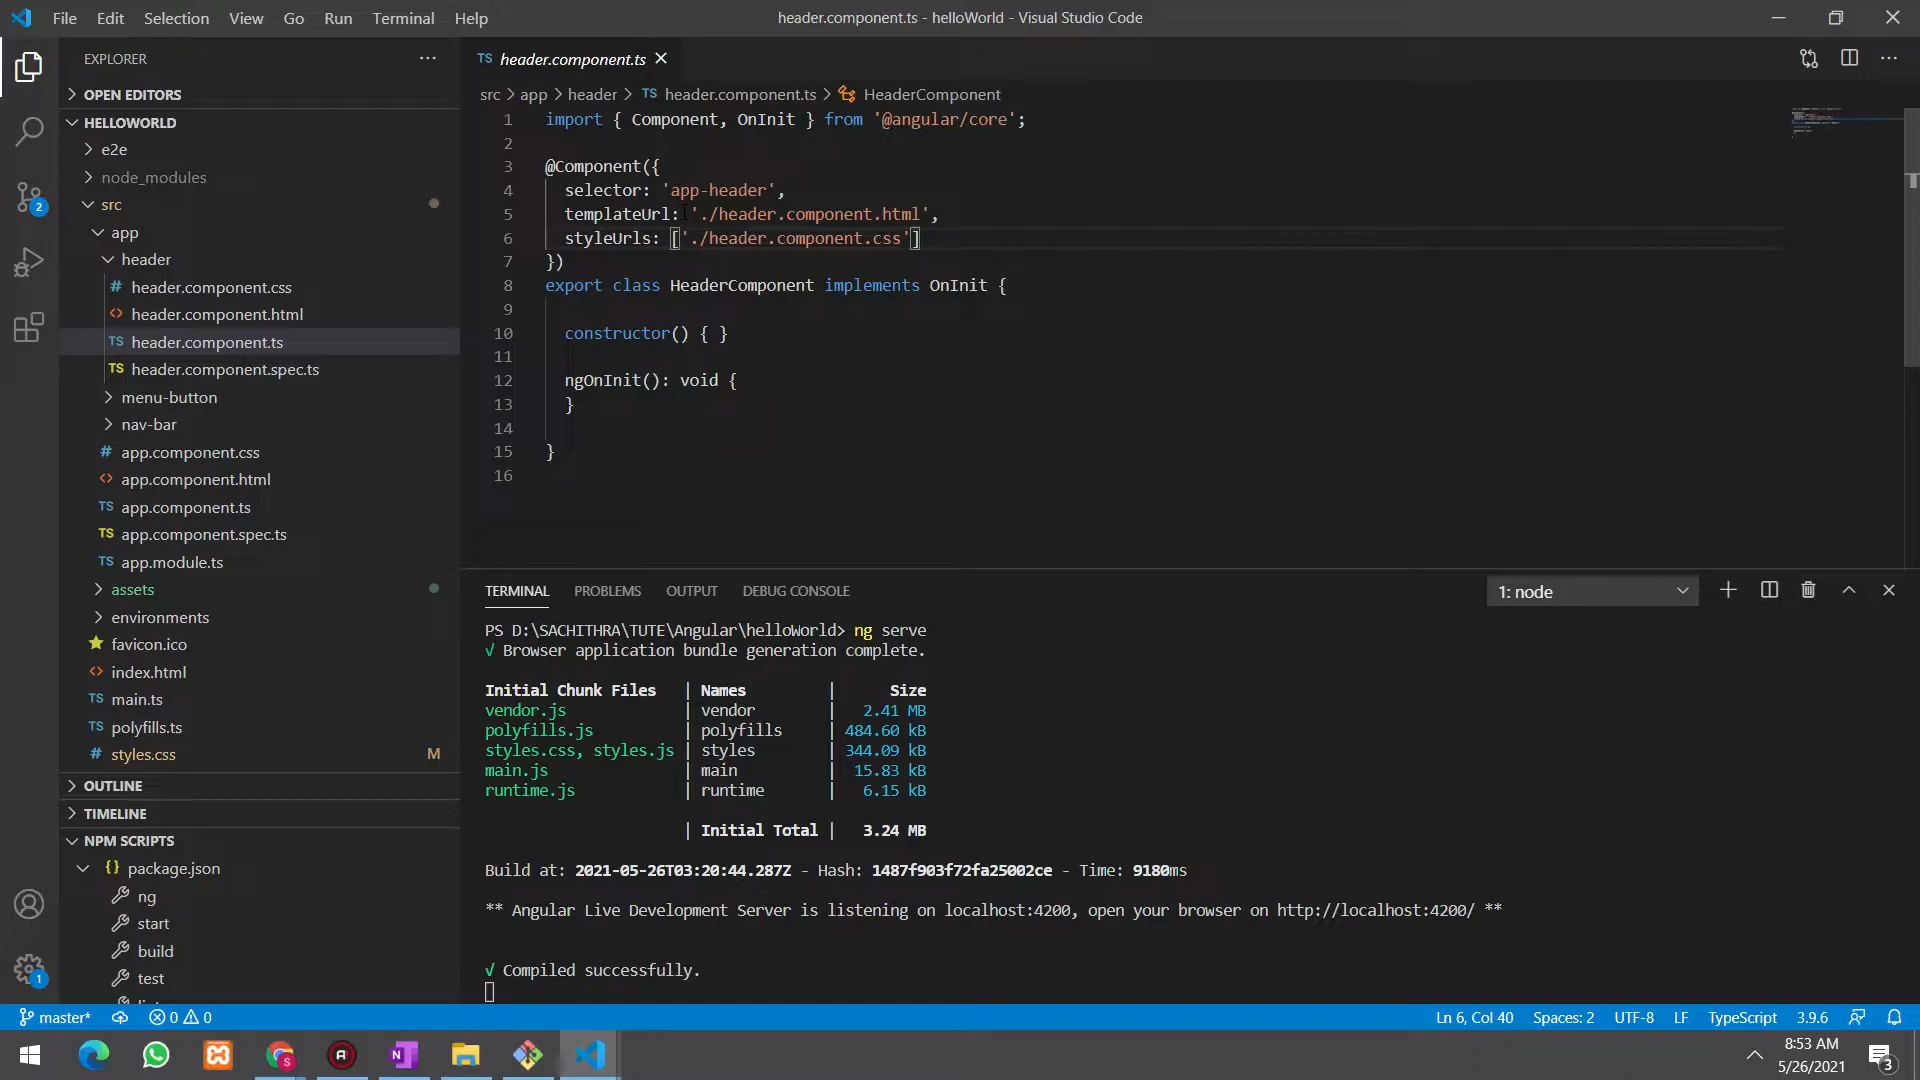 File Edit Selection View Go Run Terminal Help
header.component.ts - helloWorld - Visual Studio Code
EXPLORER
OPEN EDITORS
HELLOWORLD
e2e
node_modules
src
app
header
# header.component.css
<> header.component.html
TS header.component.ts
TS header.component.spec.ts
menu-button
nav-bar
# app.component.css
<> app.component.html
TS app.component.ts
TS app.component.spec.ts
TS app.module.ts
assets
environments
favicon.ico
<> index.html
TS main.ts
TS polyfills.ts
# styles.css M
OUTLINE
TIMELINE
NPM SCRIPTS
{} package.json
ng
start
build
test
TS header.component.ts
src > app > header > TS header.component.ts > HeaderComponent
1 import { Component, OnInit } from '@angular/core';
2
3 @Component({
4 selector: 'app-header',
5 templateUrl: './header.component.html',
6 styleUrls: ['./header.component.css']
7 })
8 export class HeaderComponent implements OnInit {
9
10 constructor() { }
11
12 ngOnInit(): void {
13 }
14
15 }
16
TERMINAL PROBLEMS OUTPUT DEBUG CONSOLE
1: node
PS D:\SACHITHRA\TUTE\Angular\helloWorld> ng serve
√ Browser application bundle generation complete.
Initial Chunk Files | Names | Size
vendor.js | vendor | 2.41 MB
polyfills.js | polyfills | 484.60 kB
styles.css, styles.js | styles | 344.09 kB
main.js | main | 15.83 kB
runtime.js | runtime | 6.15 kB
| Initial Total | 3.24 MB
Build at: 2021-05-26T03:20:44.287Z - Hash: 1487f903f72fa25002ce - Time: 9180ms
** Angular Live Development Server is listening on localhost:4200, open your browser on http://localhost:4200/ **
√ Compiled successfully.
2
1
master* 0 0
Ln 6, Col 40 Spaces: 2 UTF-8 LF TypeScript 3.9.6
8:53 AM
5/26/2021
3